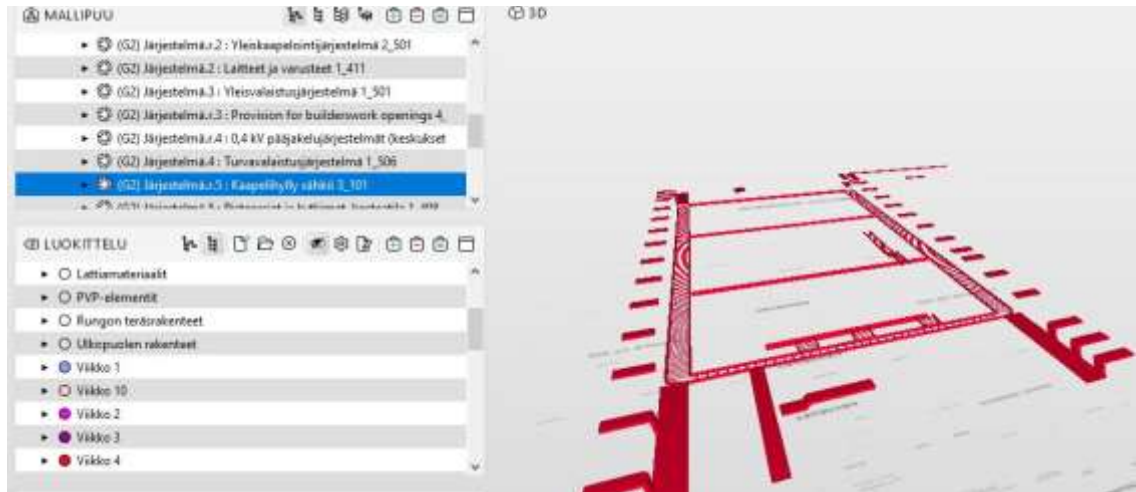 MALLIPUU
(G2) Järjestelmä.r.2 : Yleiskaapelointijärjestelmä 2_501
(G2) Järjestelmä.2 : Laitteet ja varusteet 1_411
(G2) Järjestelmä.3 : Yleisvalaistusjärjestelmä 1_501
(G2) Järjestelmä.r.3 : Provision for builderswork openings 4,
(G2) Järjestelmä.r.4 : 0,4 kV pääjakelujärjestelmät (keskukset
(G2) Järjestelmä.4 : Turvavalaistusjärjestelmä 1_506
(G2) Järjestelmä.r.5 : Kaapelihylly sähkö 3_101
LUOKITTELU
Lattiamateriaalit
PVP-elementit
Rungon teräsrakenteet
Ulkopuolen rakenteet
Viikko 1
Viikko 10
Viikko 2
Viikko 3
Viikko 4
3D